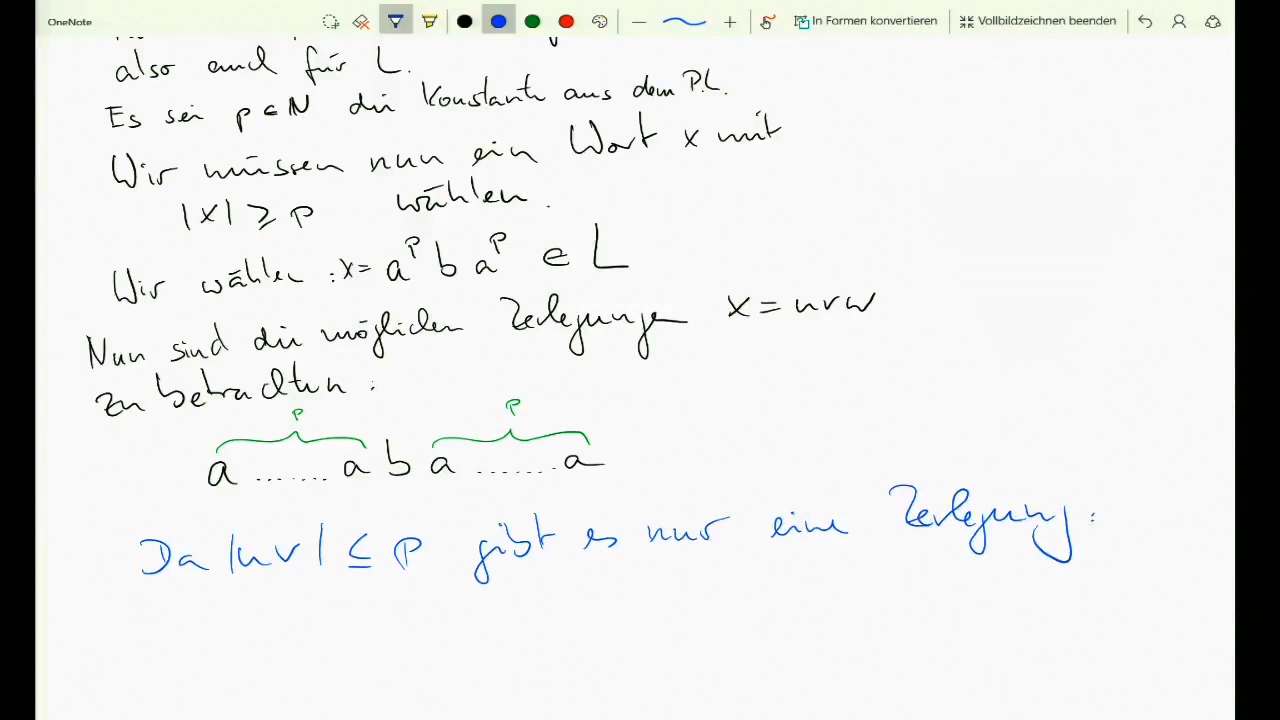 OneNote
In Formen konvertieren
Vollbildzeichnen beenden
also auch für L.
Es sei p ∈ ℕ die Konstante aus dem P.L.
Wir müssen nun ein Wort x mit
|x| ≥ p wählen.
Wir wählen : x = a^p b a^p ∈ L
Nun sind die möglichen Zerlegungen x = uvw
zu betrachten :
p p
a ....... a b a ....... a
Da |uv| ≤ p gibt es nur eine Zerlegung :